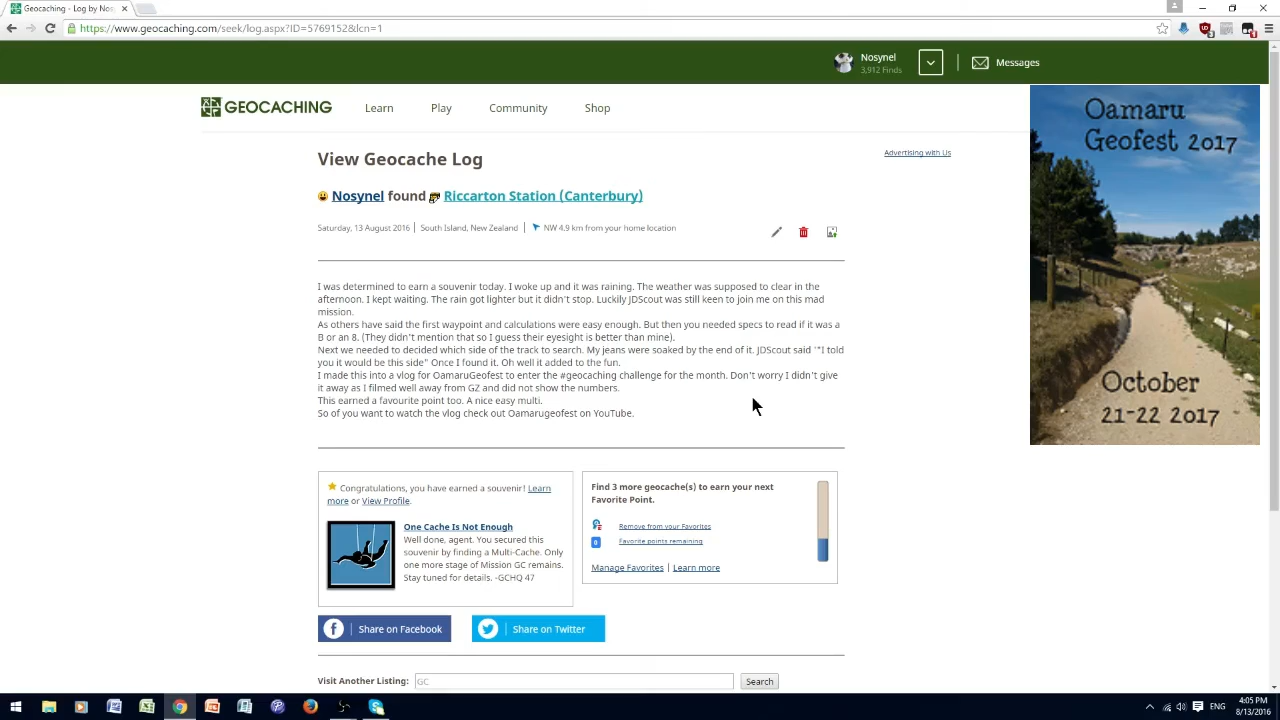 Geocaching - Log by Nos
https://www.geocaching.com/seek/log.aspx?ID=5769152&lcn=1
Nosynel
3,912 Finds
Messages
GEOCACHING
Learn
Play
Community
Shop
Oamaru
Geofest 2017
October
21-22 2017
Advertising with Us
View Geocache Log
Nosynel found Riccarton Station (Canterbury)
Saturday, 13 August 2016 | South Island, New Zealand | NW 4.9 km from your home location
I was determined to earn a souvenir today. I woke up and it was raining. The weather was supposed to clear in the
afternoon. I kept waiting. The rain got lighter but it didn't stop. Luckily JDScout was still keen to join me on this mad
mission.
As others have said the first waypoint and calculations were easy enough. But then you needed specs to read if it was a
B or an 8. (They didn't mention that so I guess their eyesight is better than mine).
Next we needed to decided which side of the track to search. My jeans were soaked by the end of it. JDScout said '"I told
you it would be this side" Once I found it. Oh well it added to the fun.
I made this into a vlog for OamaruGeofest to enter the #geocaching challenge for the month. Don't worry I didn't give
it away as I filmed well away from GZ and did not show the numbers.
This earned a favourite point too. A nice easy multi.
So of you want to watch the vlog check out Oamarugeofest on YouTube.
Congratulations, you have earned a souvenir! Learn
more or View Profile.
One Cache Is Not Enough
Well done, agent. You secured this
souvenir by finding a Multi-Cache. Only
one more stage of Mission GC remains.
Stay tuned for details. -GCHQ 47
Find 3 more geocache(s) to earn your next
Favorite Point.
Remove from your Favorites
0 Favorite points remaining
Manage Favorites | Learn more
Share on Facebook
Share on Twitter
Visit Another Listing: GC Search
ENG
4:05 PM
8/13/2016